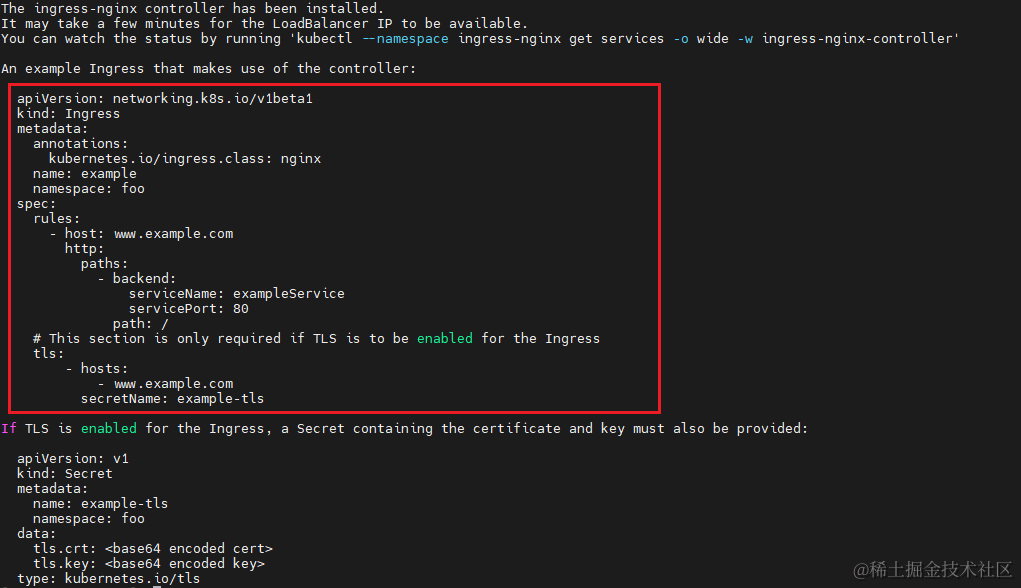 The ingress-nginx controller has been installed.
It may take a few minutes for the LoadBalancer IP to be available.
You can watch the status by running 'kubectl --namespace ingress-nginx get services -o wide -w ingress-nginx-controller'

An example Ingress that makes use of the controller:

  apiVersion: networking.k8s.io/v1beta1
  kind: Ingress
  metadata:
    annotations:
      kubernetes.io/ingress.class: nginx
    name: example
    namespace: foo
  spec:
    rules:
      - host: www.example.com
        http:
          paths:
            - backend:
                serviceName: exampleService
                servicePort: 80
              path: /
    # This section is only required if TLS is to be enabled for the Ingress
    tls:
        - hosts:
            - www.example.com
          secretName: example-tls

If TLS is enabled for the Ingress, a Secret containing the certificate and key must also be provided:

  apiVersion: v1
  kind: Secret
  metadata:
    name: example-tls
    namespace: foo
  data:
    tls.crt: <base64 encoded cert>
    tls.key: <base64 encoded key>
  type: kubernetes.io/tls
@稀土掘金技术社区